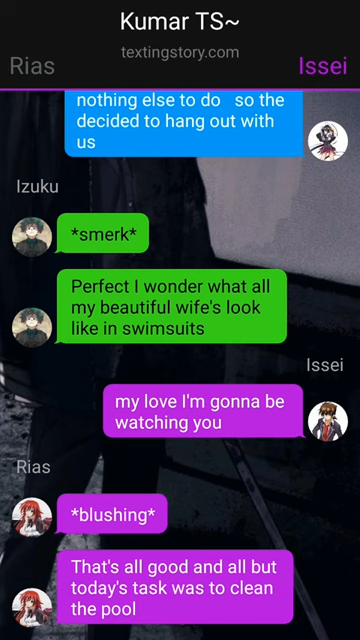 Kumar TS~
textingstory.com
Rias
Issei
nothing else to do so the
decided to hang out with
us
Izuku
*smerk*
Perfect I wonder what all
my beautiful wife's look
like in swimsuits
Issei
my love I'm gonna be
watching you
Rias
*blushing*
That's all good and all but
today's task was to clean
the pool